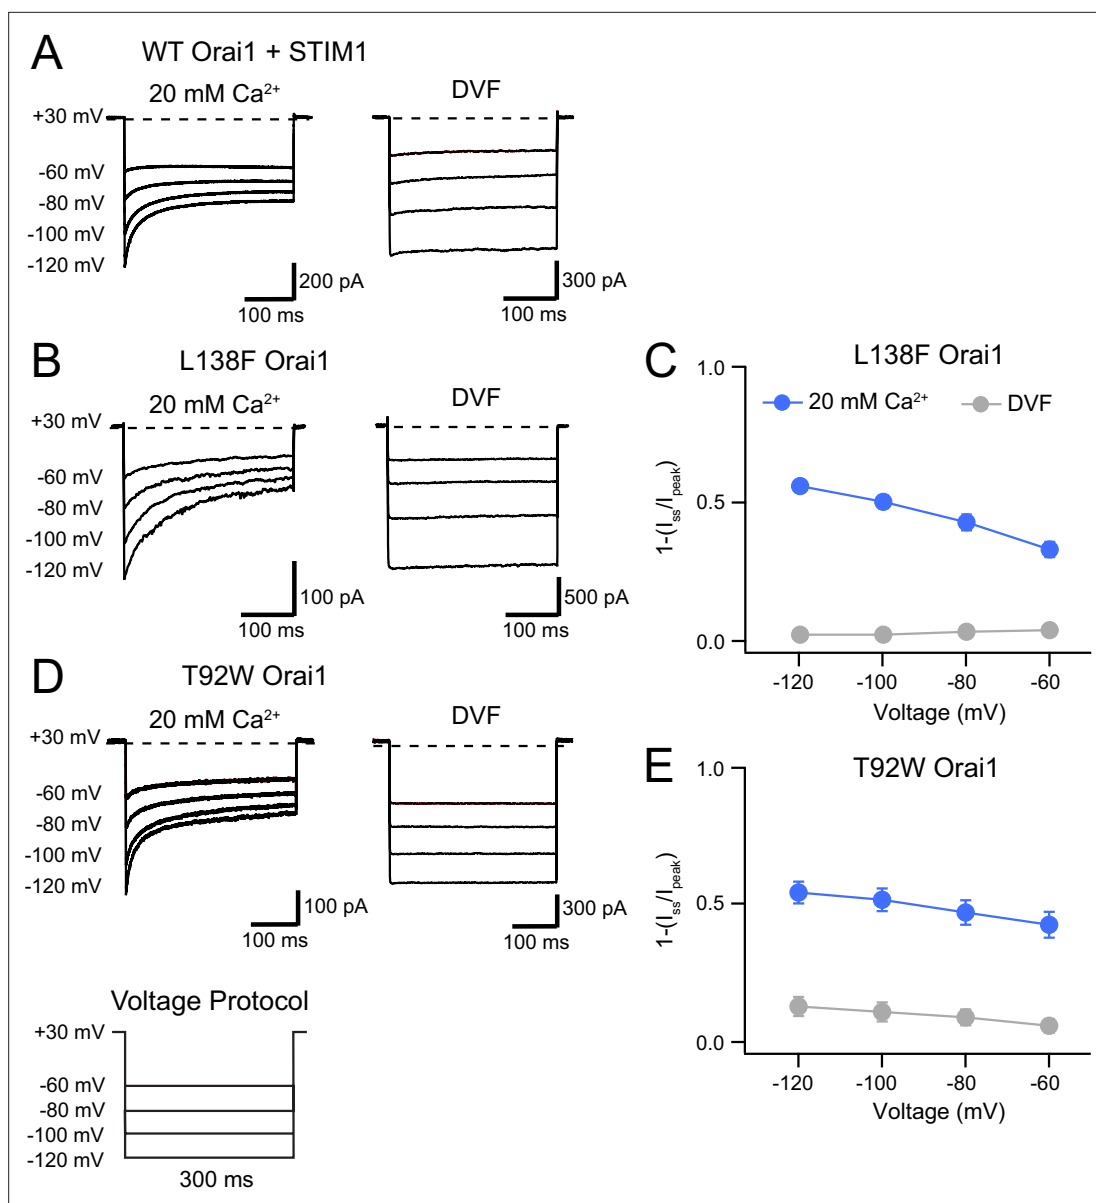 A
WT Orai1 + STIM1
20 mM Ca²⁺
DVF
+30 mV
-60 mV
-80 mV
-100 mV
-120 mV
200 pA
100 ms
300 pA
100 ms
B
L138F Orai1
20 mM Ca²⁺
DVF
+30 mV
-60 mV
-80 mV
-100 mV
-120 mV
100 pA
100 ms
500 pA
100 ms
C
L138F Orai1
20 mM Ca²⁺
DVF
1.0
0.5
0.0
1-(Iss/Ipeak)
-120
-100
-80
-60
Voltage (mV)
D
T92W Orai1
20 mM Ca²⁺
DVF
+30 mV
-60 mV
-80 mV
-100 mV
-120 mV
100 pA
100 ms
300 pA
100 ms
Voltage Protocol
+30 mV
-60 mV
-80 mV
-100 mV
-120 mV
300 ms
E
T92W Orai1
1.0
0.5
0.0
1-(Iss/Ipeak)
-120
-100
-80
-60
Voltage (mV)